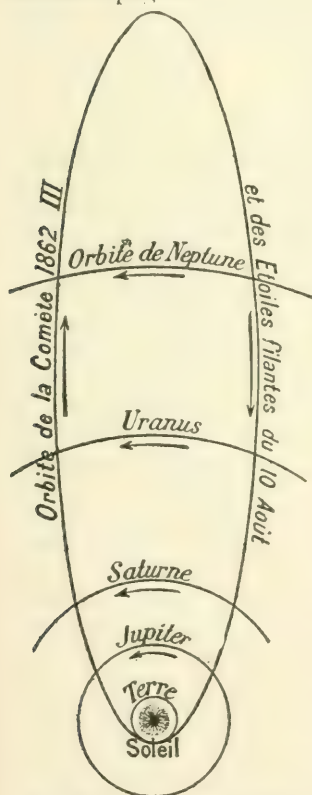 Orbite de la Comète 1862 III
et des Etoiles filantes du 10 Août
Orbite de Neptune
Uranus
Saturne
Jupiter
Terre
Soleil